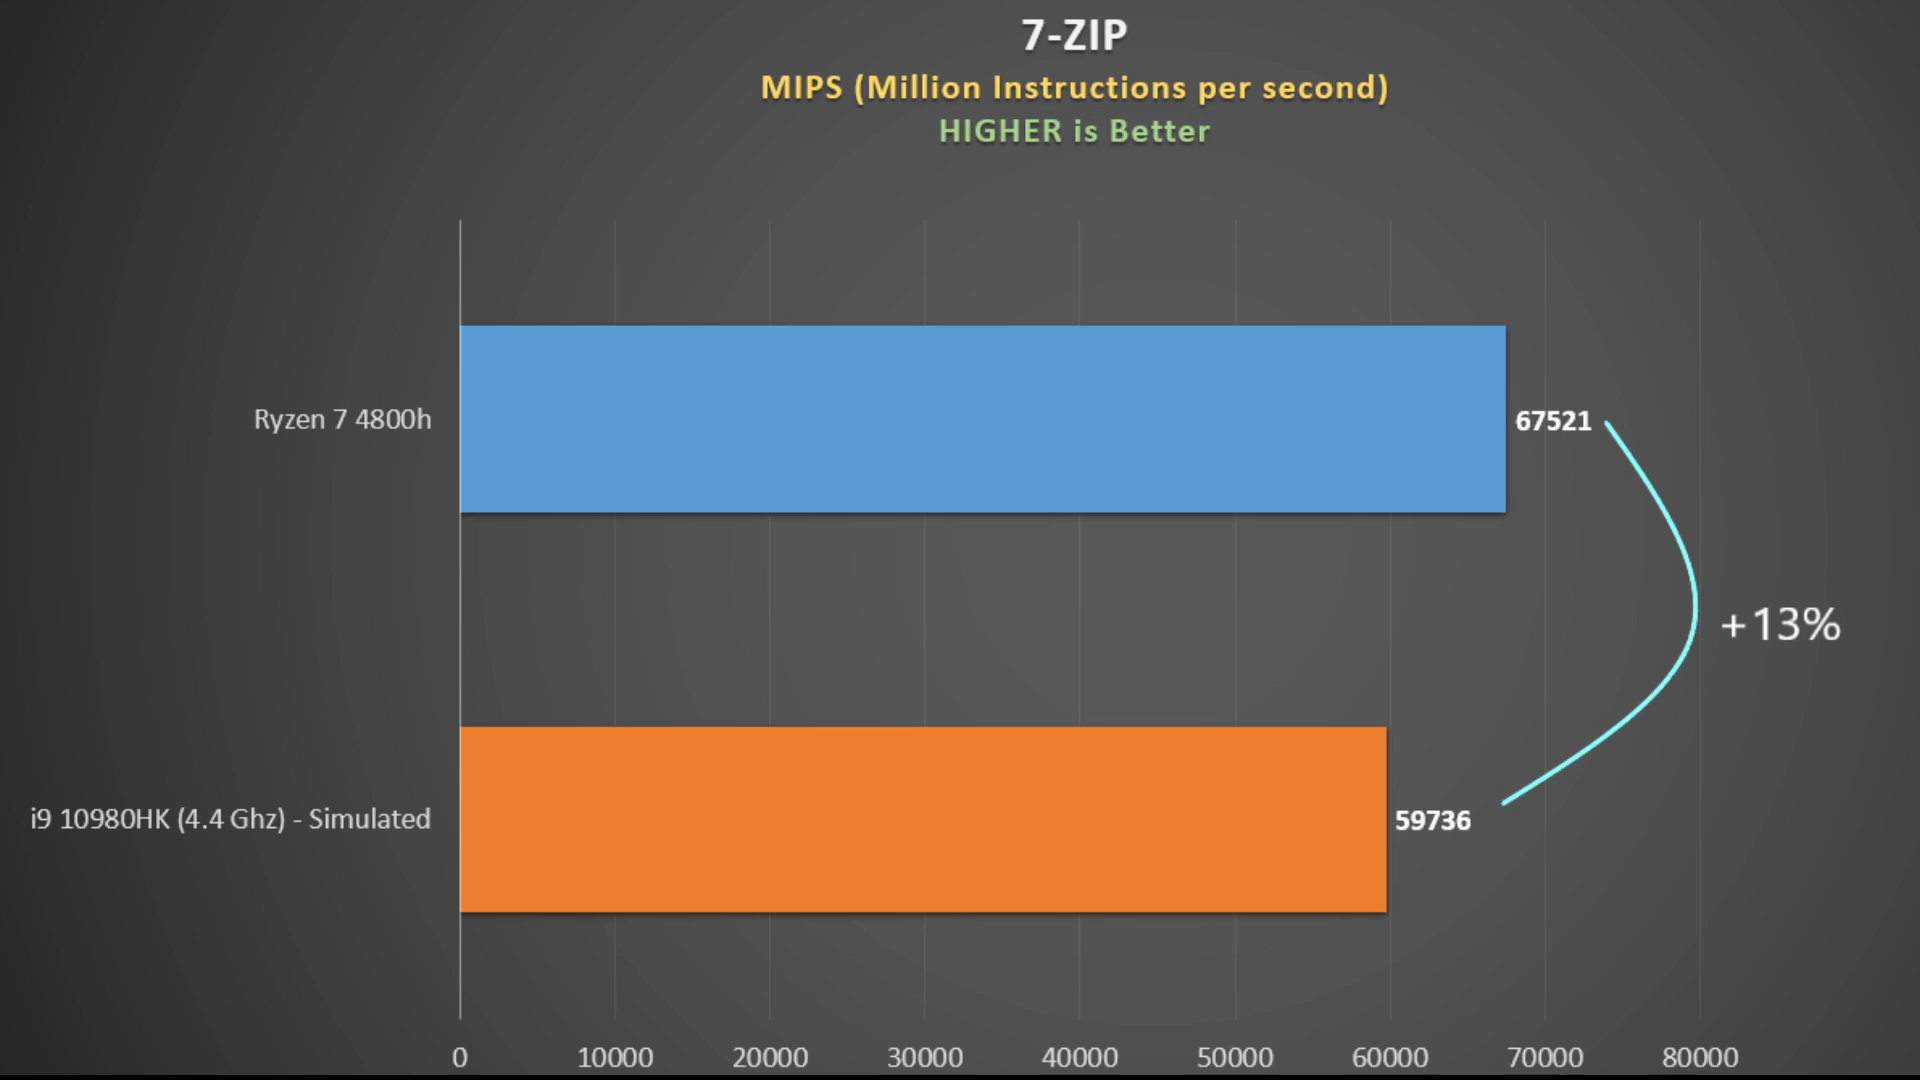 7-ZIP
MIPS (Million Instructions per second)
HIGHER is Better
Ryzen 7 4800h
67521
+13%
i9 10980HK (4.4 Ghz) - Simulated
59736
0 10000 20000 30000 40000 50000 60000 70000 80000